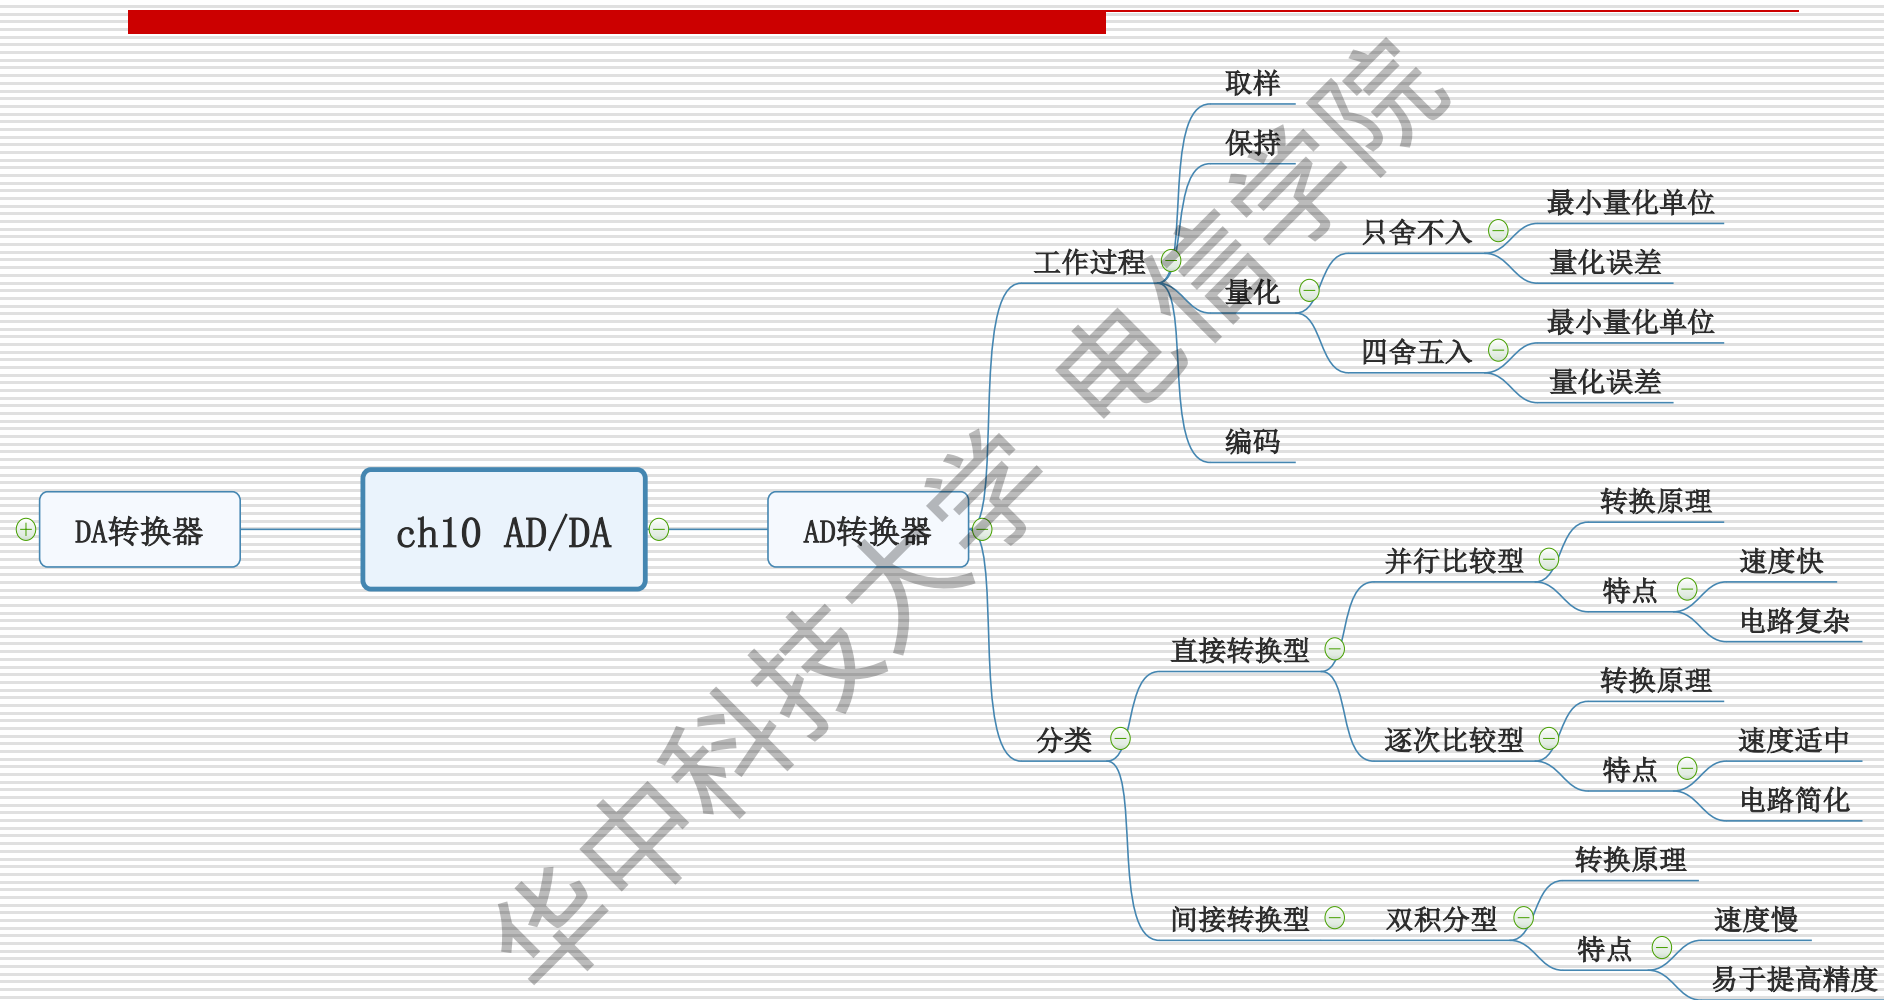 取样
保持
最小量化单位
只舍不入
工作过程
量化误差
量化
最小量化单位
四舍五入
量化误差
编码
转换原理
DA转换器
ch10 AD/DA
AD转换器
并行比较型
速度快
特点
电路复杂
直接转换型
转换原理
分类
逐次比较型
速度适中
特点
电路简化
转换原理
间接转换型
双积分型
速度慢
特点
易于提高精度
华中科技大学 电信学院